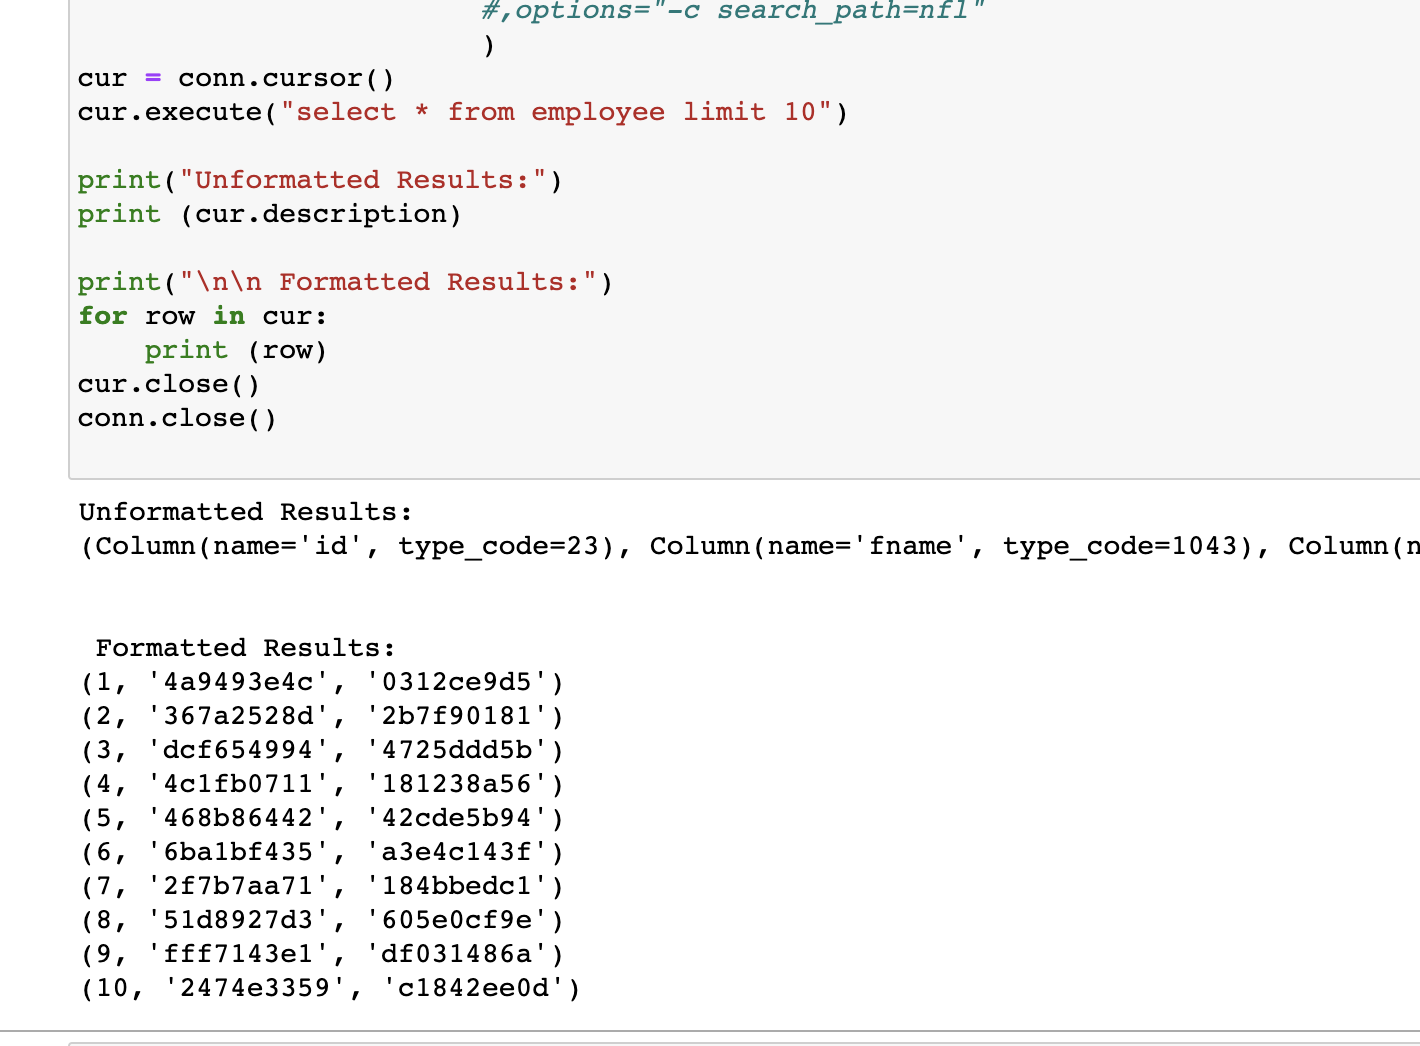 #,options="-c search_path=nfl"
)
cur = conn.cursor()
cur.execute("select * from employee limit 10")
print("Unformatted Results:")
print (cur.description)
print("\n\n Formatted Results:")
for row in cur:
    print (row)
cur.close()
conn.close()
Unformatted Results:
(Column(name='id', type_code=23), Column(name='fname', type_code=1043), Column(n
 Formatted Results:
(1, '4a9493e4c', '0312ce9d5')
(2, '367a2528d', '2b7f90181')
(3, 'dcf654994', '4725ddd5b')
(4, '4c1fb0711', '181238a56')
(5, '468b86442', '42cde5b94')
(6, '6ba1bf435', 'a3e4c143f')
(7, '2f7b7aa71', '184bbedc1')
(8, '51d8927d3', '605e0cf9e')
(9, 'fff7143e1', 'df031486a')
(10, '2474e3359', 'c1842ee0d')